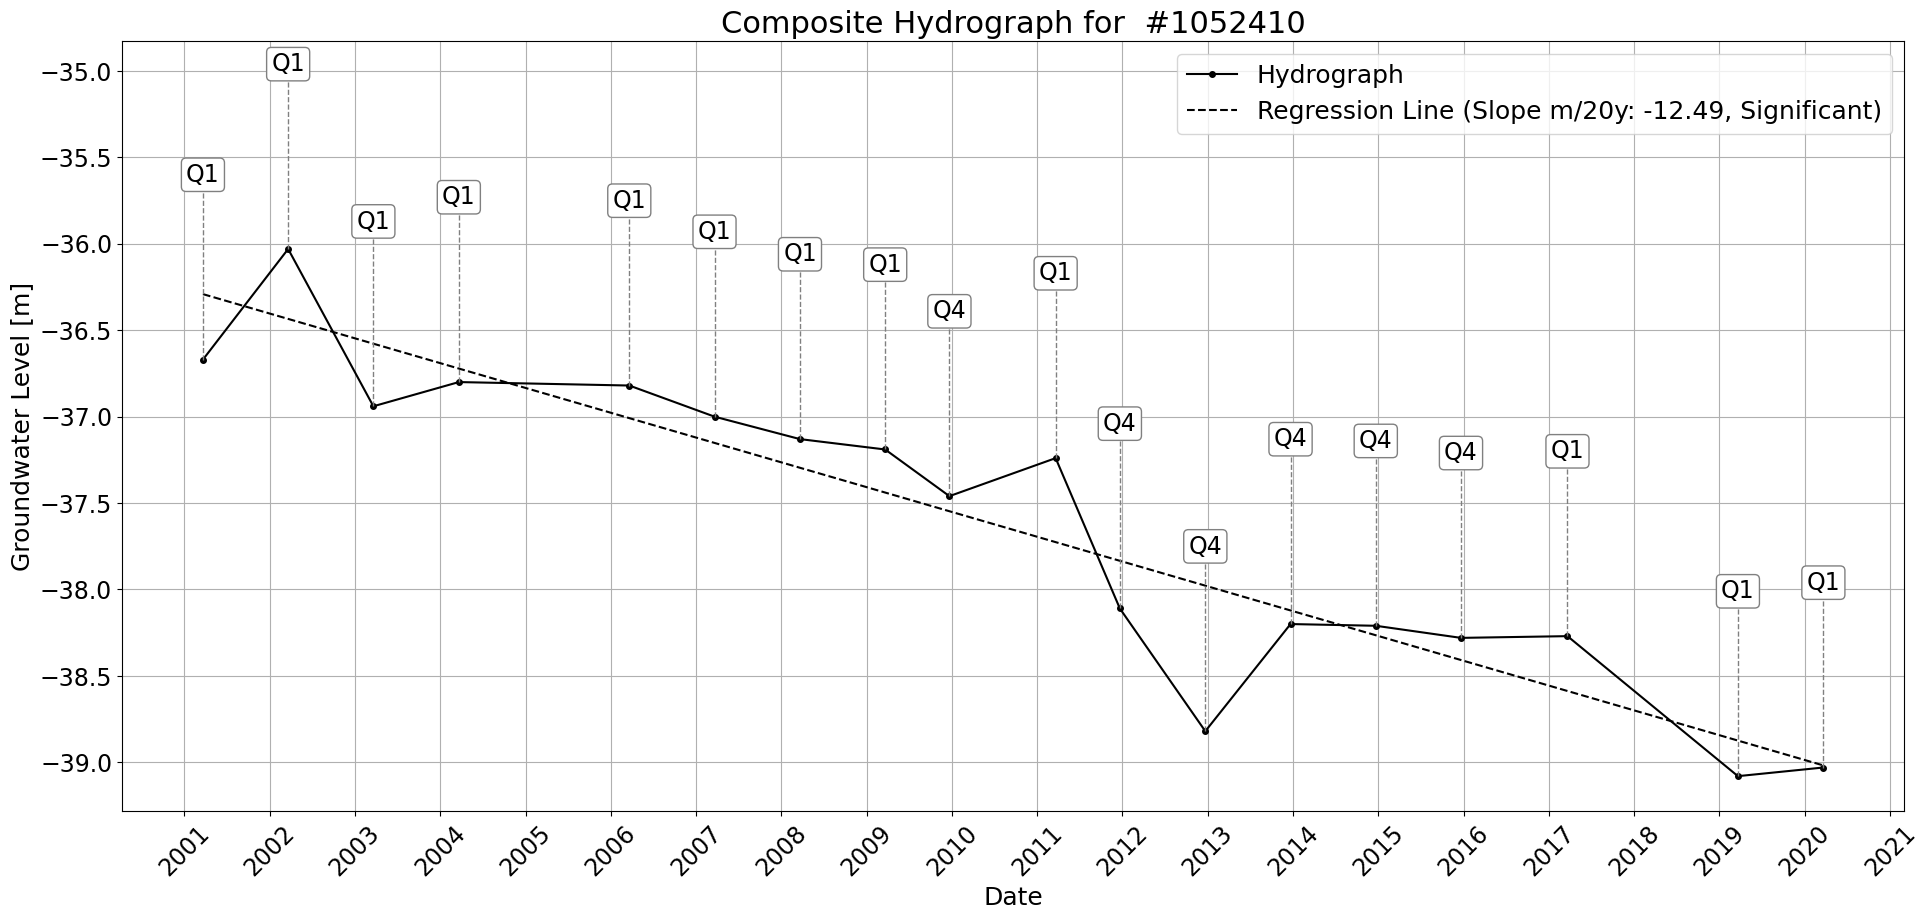 Composite Hydrograph for  #1052410
Hydrograph
Regression Line (Slope m/20y: -12.49, Significant)
Groundwater Level [m]
−35.0
−35.5
−36.0
−36.5
−37.0
−37.5
−38.0
−38.5
−39.0
Q1
Q1
Q1
Q1
Q1
Q1
Q1
Q1
Q4
Q1
Q4
Q4
Q4
Q4
Q4
Q1
Q1
Q1
2001
2002
2003
2004
2005
2006
2007
2008
2009
2010
2011
2012
2013
2014
2015
2016
2017
2018
2019
2020
2021
Date